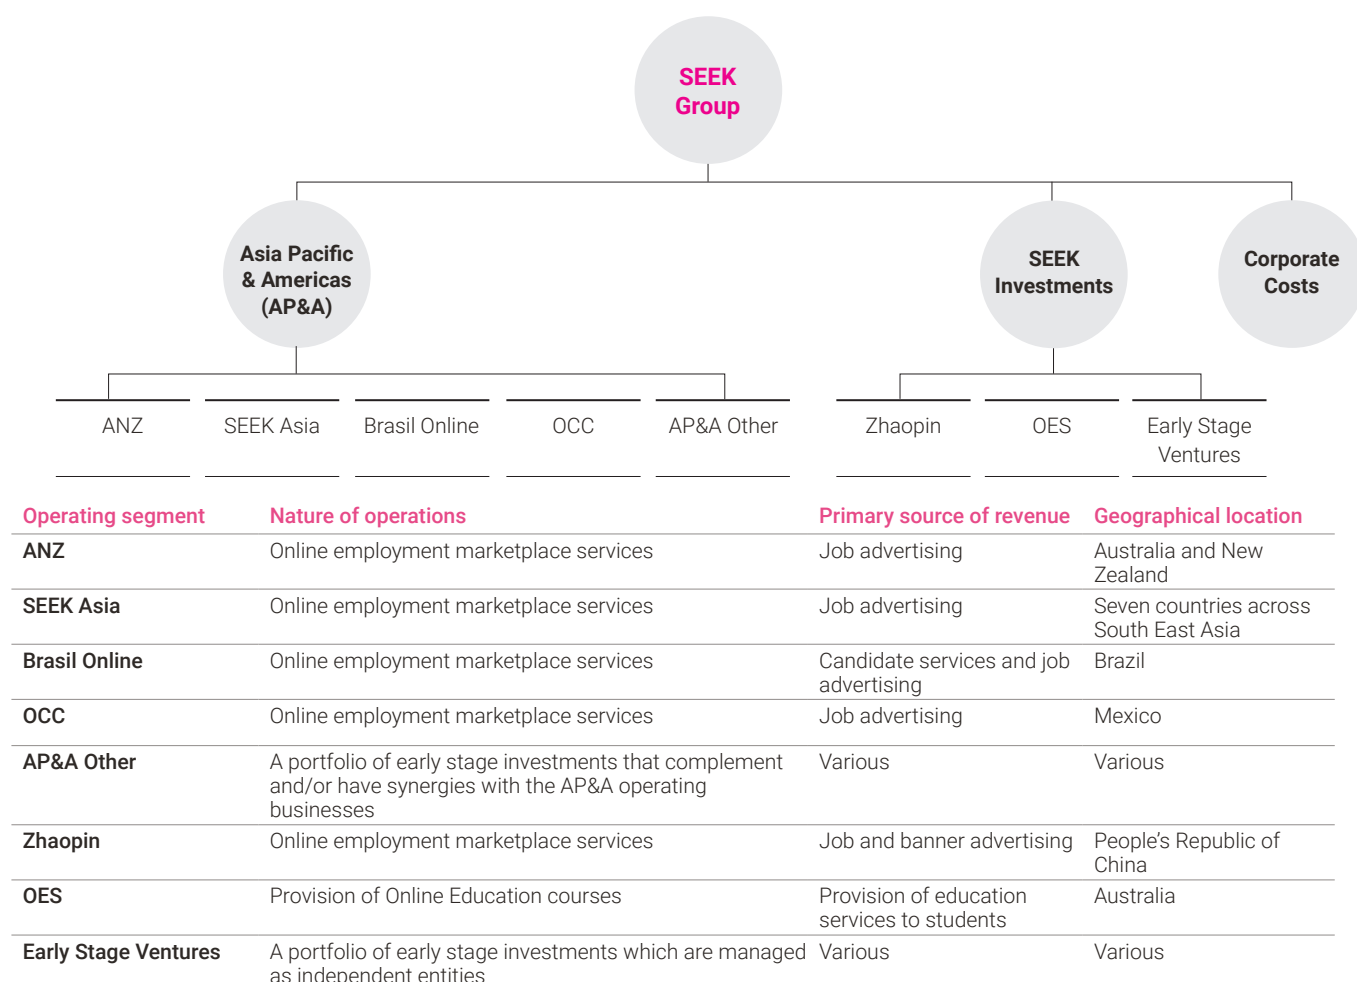 SEEK
Group
Asia Pacific
& Americas
(AP&A)
SEEK
Investments
Corporate
Costs
ANZ
SEEK Asia
Brasil Online
OCC
AP&A Other
Zhaopin
OES
Early Stage
Ventures
Operating segment Nature of operations Primary source of revenue Geographical location
ANZ Online employment marketplace services Job advertising Australia and New
Zealand
SEEK Asia Online employment marketplace services Job advertising Seven countries across
South East Asia
Brasil Online Online employment marketplace services Candidate services and job Brazil
advertising
OCC Online employment marketplace services Job advertising Mexico
AP&A Other A portfolio of early stage investments that complement Various Various
and/or have synergies with the AP&A operating
businesses
Zhaopin Online employment marketplace services Job and banner advertising People’s Republic of
China
OES Provision of Online Education courses Provision of education Australia
services to students
Early Stage Ventures A portfolio of early stage investments which are managed Various Various
as independent entities